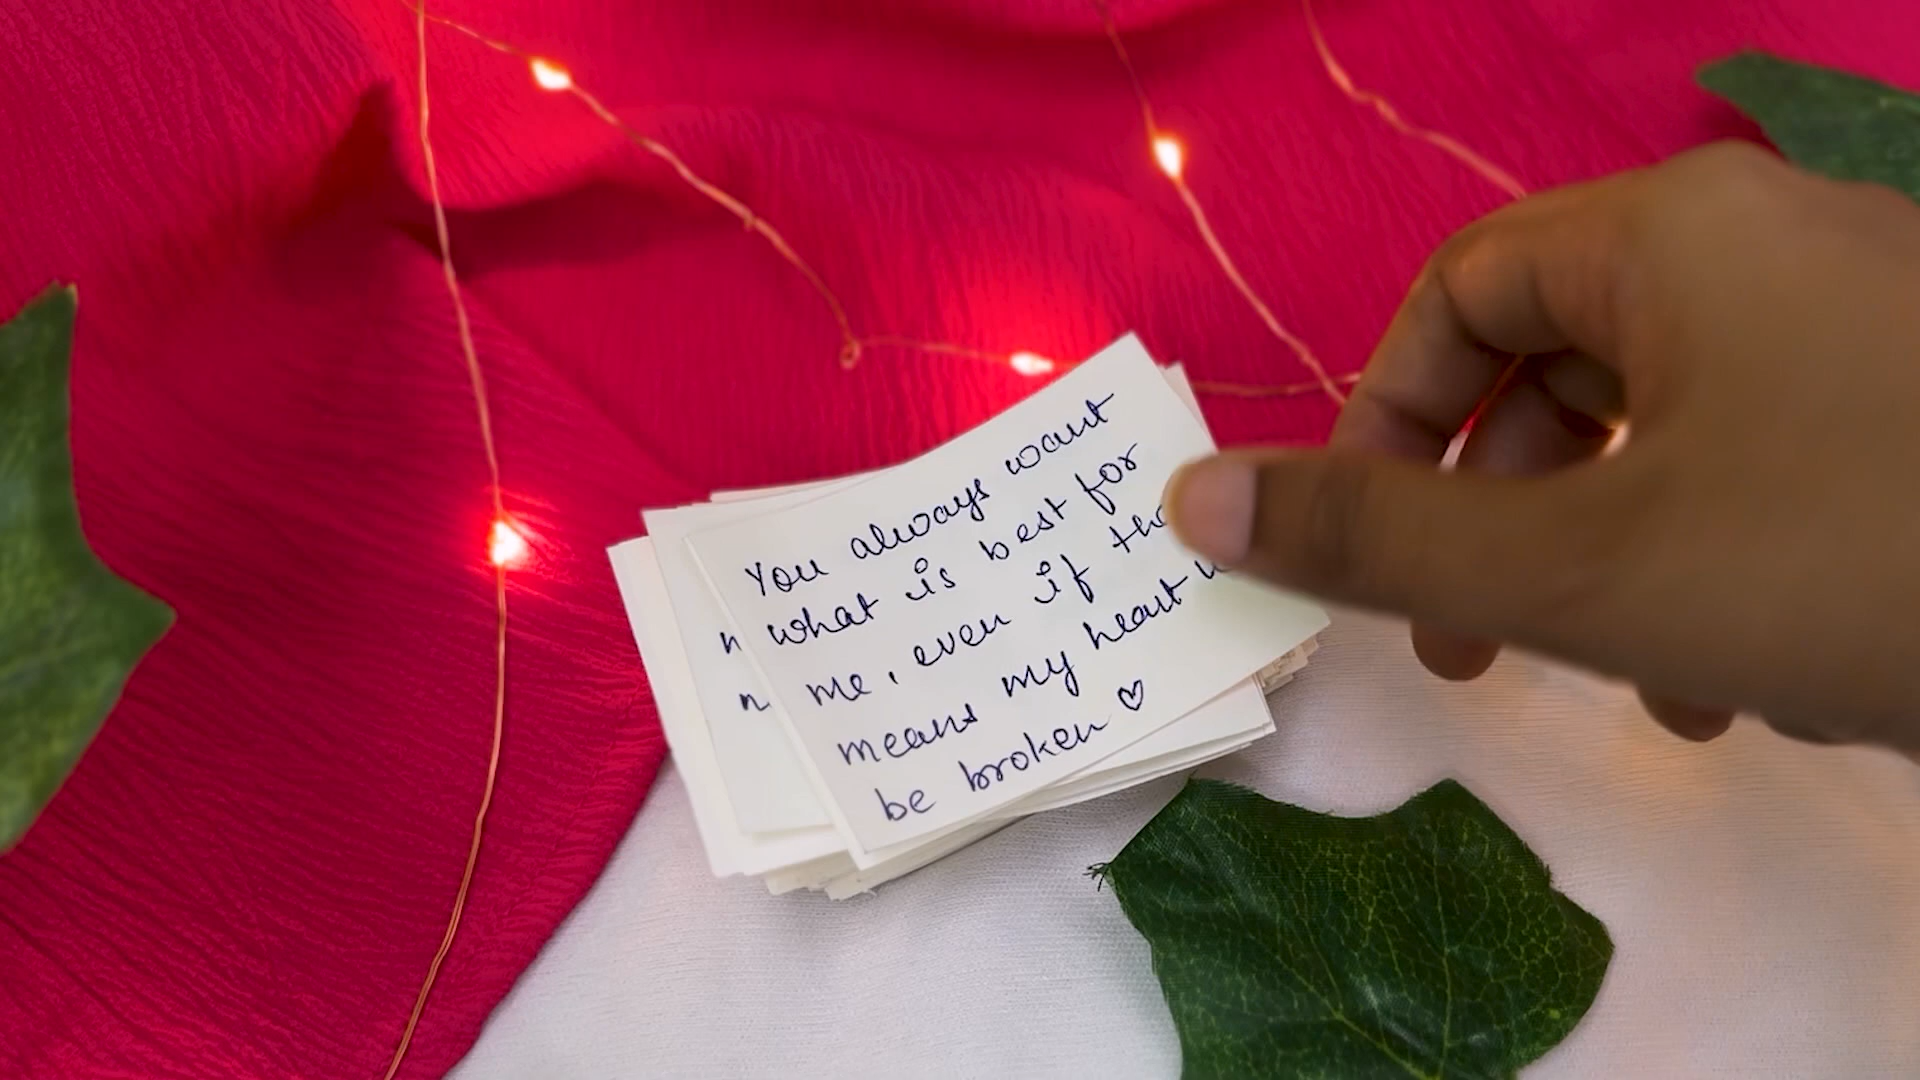 You always want
what is best for
me, even if
means my heart
be broken ♡